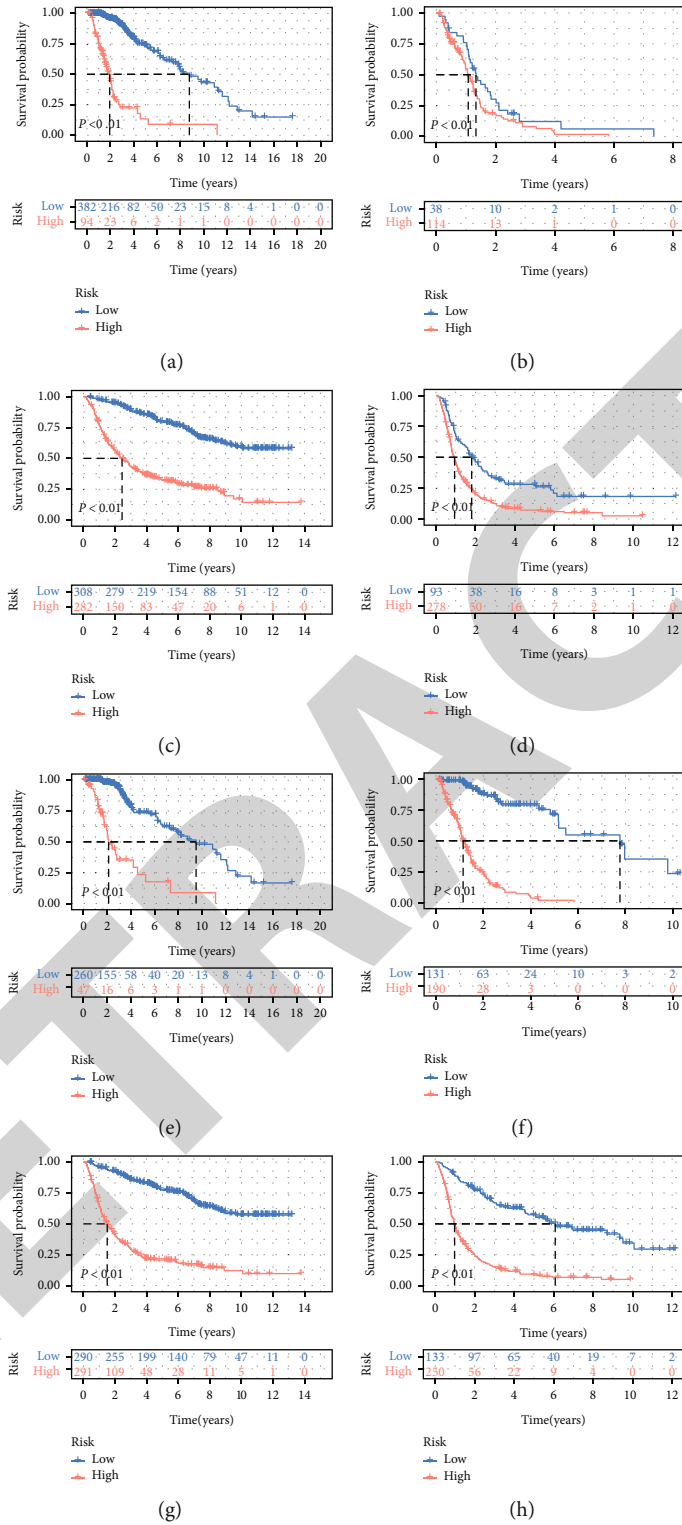 1.00
0.75
0.50
0.25
0.00
Survival probability
P < 0.01
0 2 4 6 8 10 12 14 16 18 20
Time (years)
Risk
Low 382 216 82 50 23 15 8 4 1 0 0
High 94 23 6 2 1 1 0 0 0 0 0
0 2 4 6 8 10 12 14 16 18 20
Time (years)
Risk
Low
High
(a)
1.00
0.75
0.50
0.25
0.00
Survival probability
P < 0.01
0 2 4 6 8
Time (years)
Risk
Low 38 10 2 1 0
High 114 13 1 0 0
0 2 4 6 8
Time (years)
Risk
Low
High
(b)
1.00
0.75
0.50
0.25
0.00
Survival probability
P < 0.01
0 2 4 6 8 10 12 14
Time (years)
Risk
Low 308 279 219 154 88 51 12 0
High 282 150 83 47 20 6 1 0
0 2 4 6 8 10 12 14
Time (years)
Risk
Low
High
(c)
1.00
0.75
0.50
0.25
0.00
Survival probability
P < 0.01
0 2 4 6 8 10 12
Time (years)
Risk
Low 93 38 16 8 3 1 1
High 278 50 16 7 2 1 0
0 2 4 6 8 10 12
Time (years)
Risk
Low
High
(d)
1.00
0.75
0.50
0.25
0.00
Survival probability
P < 0.01
0 2 4 6 8 10 12 14 16 18 20
Time (years)
Risk
Low 260 155 58 40 20 13 8 4 1 0 0
High 47 16 6 3 1 1 0 0 0 0 0
0 2 4 6 8 10 12 14 16 18 20
Time(years)
Risk
Low
High
(e)
1.00
0.75
0.50
0.25
0.00
Survival probability
P < 0.01
0 2 4 6 8 10
Time (years)
Risk
Low 131 63 24 10 3 2
High 190 28 3 0 0 0
0 2 4 6 8 10
Time(years)
Risk
Low
High
(f)
1.00
0.75
0.50
0.25
0.00
Survival probability
P < 0.01
0 2 4 6 8 10 12 14
Time (years)
Risk
Low 290 255 199 140 79 47 11 0
High 291 109 48 28 11 5 1 0
0 2 4 6 8 10 12 14
Time(years)
Risk
Low
High
(g)
1.00
0.75
0.50
0.25
0.00
Survival probability
P < 0.01
0 2 4 6 8 10 12
Time (years)
Risk
Low 133 97 65 40 19 7 2
High 250 56 22 9 4 0 0
0 2 4 6 8 10 12
Time(years)
Risk
Low
High
(h)
ETRACT